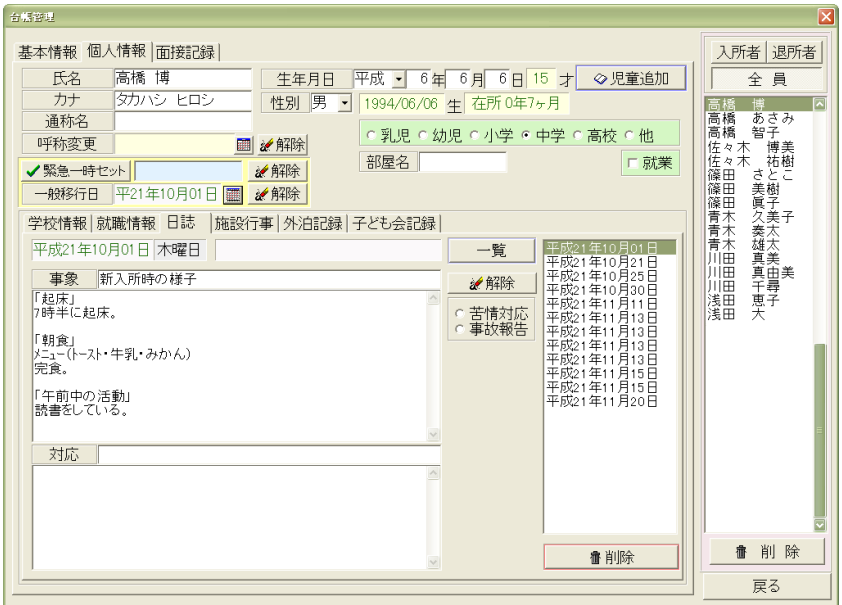 台帳管理
基本情報 個人情報 面接記録
氏名 高橋 博
生年月日 平成 6 年 6 月 6 日 15 才
児童追加
カナ タカハシ ヒロシ
性別 男 1994/06/06 生 在所 0年7ヶ月
通称名
呼称変更 解除
乳児 幼児 小学 中学 高校 他
緊急一時セット 解除
部屋名 就業
一般移行日 平21年10月01日 解除
学校情報 就職情報 日誌 施設行事 外泊記録 子ども会記録
平成21年10月01日 木曜日
一覧
事象 新入所時の様子
解除
「起床」
7時半に起床。
「朝食」
メニュー(トースト・牛乳・みかん)
完食。
「午前中の活動」
読書をしている。
苦情対応
事故報告
対応
平成21年10月01日
平成21年10月21日
平成21年10月25日
平成21年10月30日
平成21年11月11日
平成21年11月13日
平成21年11月13日
平成21年11月13日
平成21年11月13日
平成21年11月15日
平成21年11月15日
平成21年11月20日
削除
入所者 退所者
全 員
高橋 博
高橋 あさみ
高橋 智子
佐々木 博美
佐々木 祐樹
篠田 さとこ
篠田 美樹
篠田 眞子
青木 久美子
青木 奏太
青木 雄太
川田 真美
川田 真由美
川田 千尋
浅田 恵子
浅田 大
削 除
戻る